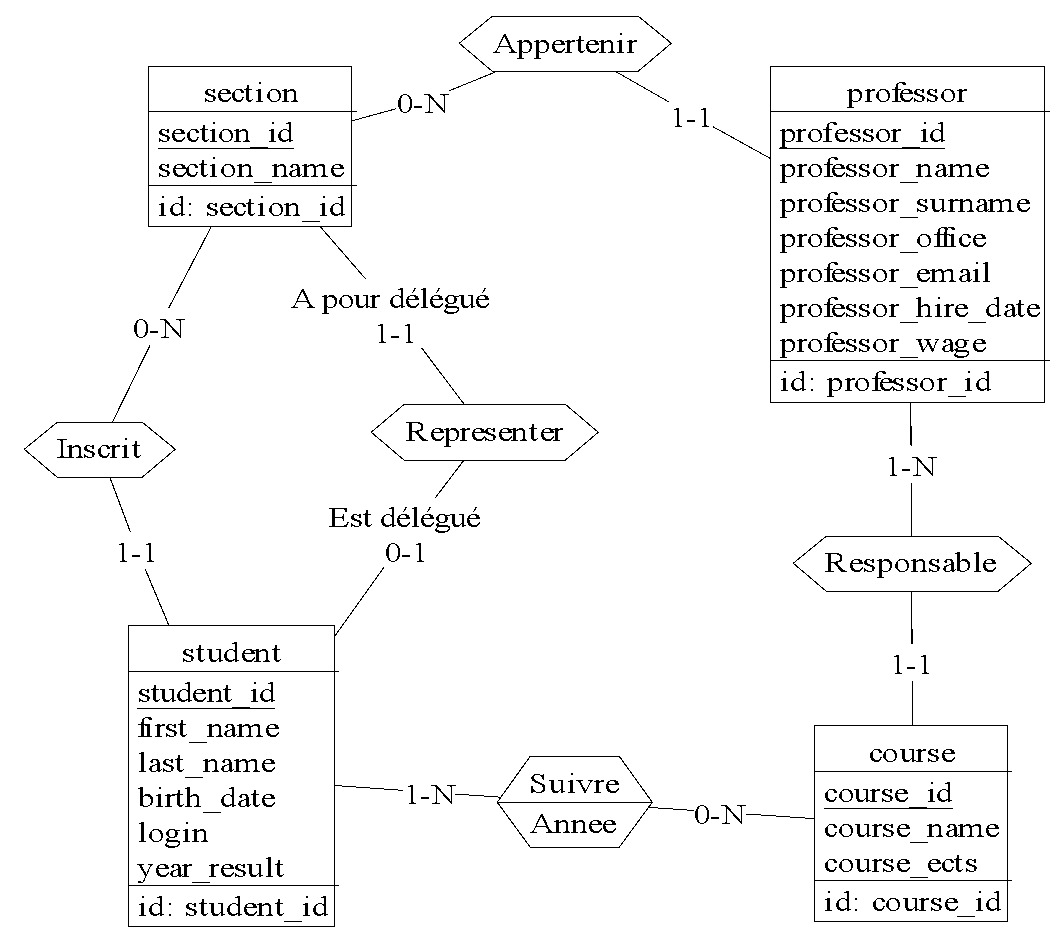 Appertenir
0-N
1-1
section
section_id
section_name
id: section_id
professor
professor_id
professor_name
professor_surname
professor_office
professor_email
professor_hire_date
professor_wage
id: professor_id
0-N
A pour délégué
1-1
Inscrit
Representer
1-1
Est délégué
0-1
1-N
Responsable
1-1
student
student_id
first_name
last_name
birth_date
login
year_result
id: student_id
1-N
Suivre
Annee
0-N
course
course_id
course_name
course_ects
id: course_id